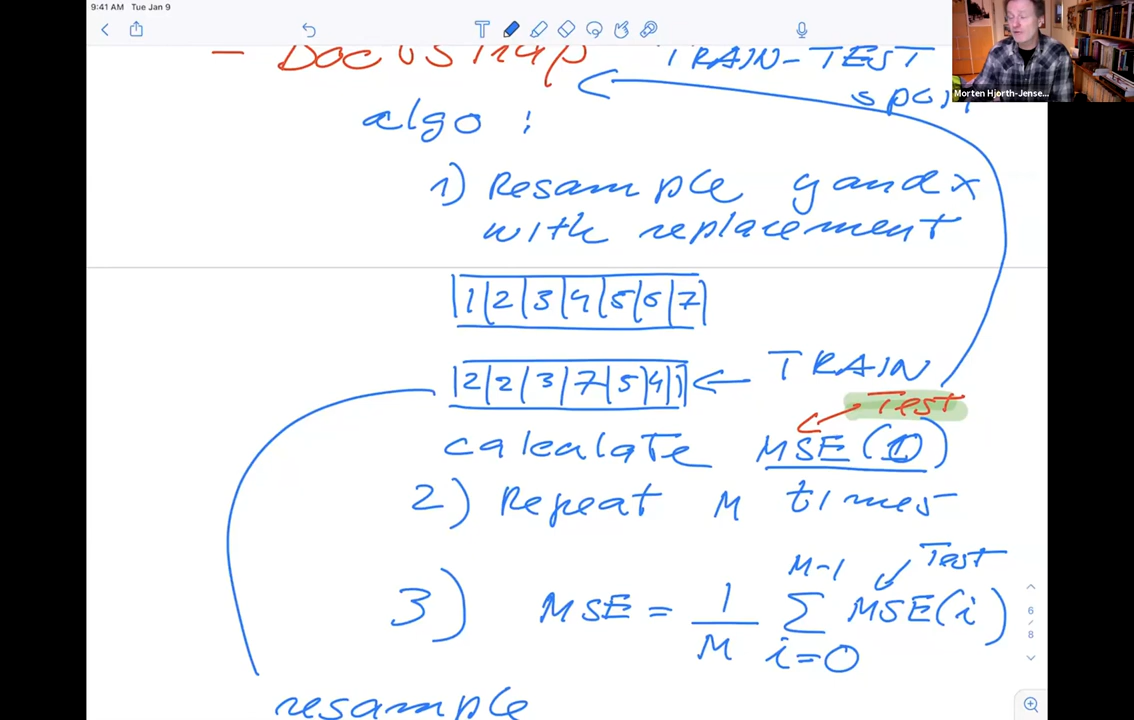 9:41 AM Tue Jan 9
T
Morten Hjorth-Jense...
- Bootstrap TRAIN-TEST
algo :
1) Resample y and x
with replacement
|1|2|3|4|5|6|7|
|2|2|3|7|5|4|1| ← TRAIN
Test
calculate MSE(0)
2) Repeat M times
Test
3) MSE = 1/M M-1 Σ i=0 MSE(i)
6
/
8
resample